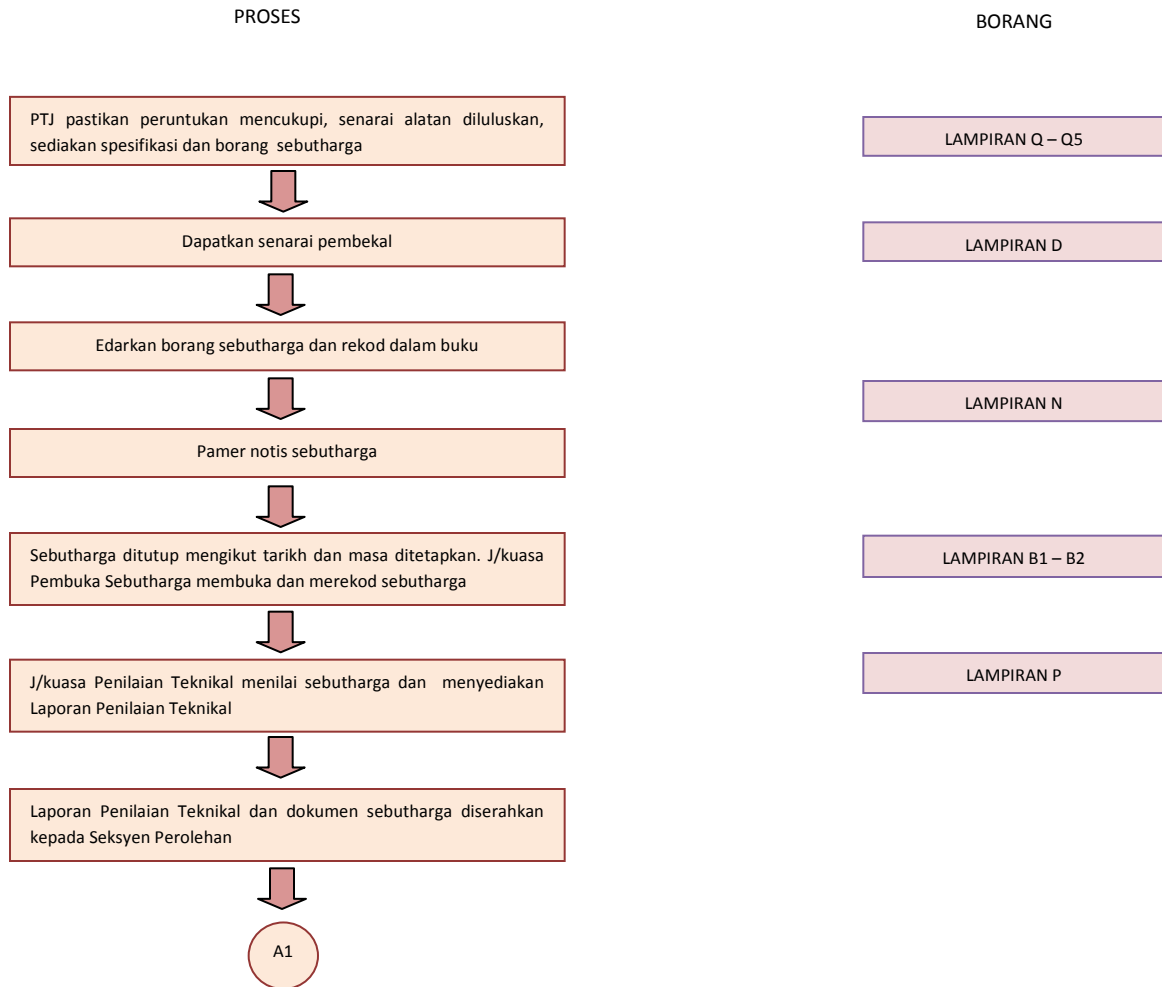 PROSES
BORANG
PTJ pastikan peruntukan mencukupi, senarai alatan diluluskan,
sediakan spesifikasi dan borang sebutharga
LAMPIRAN Q – Q5
Dapatkan senarai pembekal
LAMPIRAN D
Edarkan borang sebutharga dan rekod dalam buku
LAMPIRAN N
Pamer notis sebutharga
Sebutharga ditutup mengikut tarikh dan masa ditetapkan. J/kuasa
Pembuka Sebutharga membuka dan merekod sebutharga
LAMPIRAN B1 – B2
J/kuasa Penilaian Teknikal menilai sebutharga dan menyediakan
Laporan Penilaian Teknikal
LAMPIRAN P
Laporan Penilaian Teknikal dan dokumen sebutharga diserahkan
kepada Seksyen Perolehan
A1